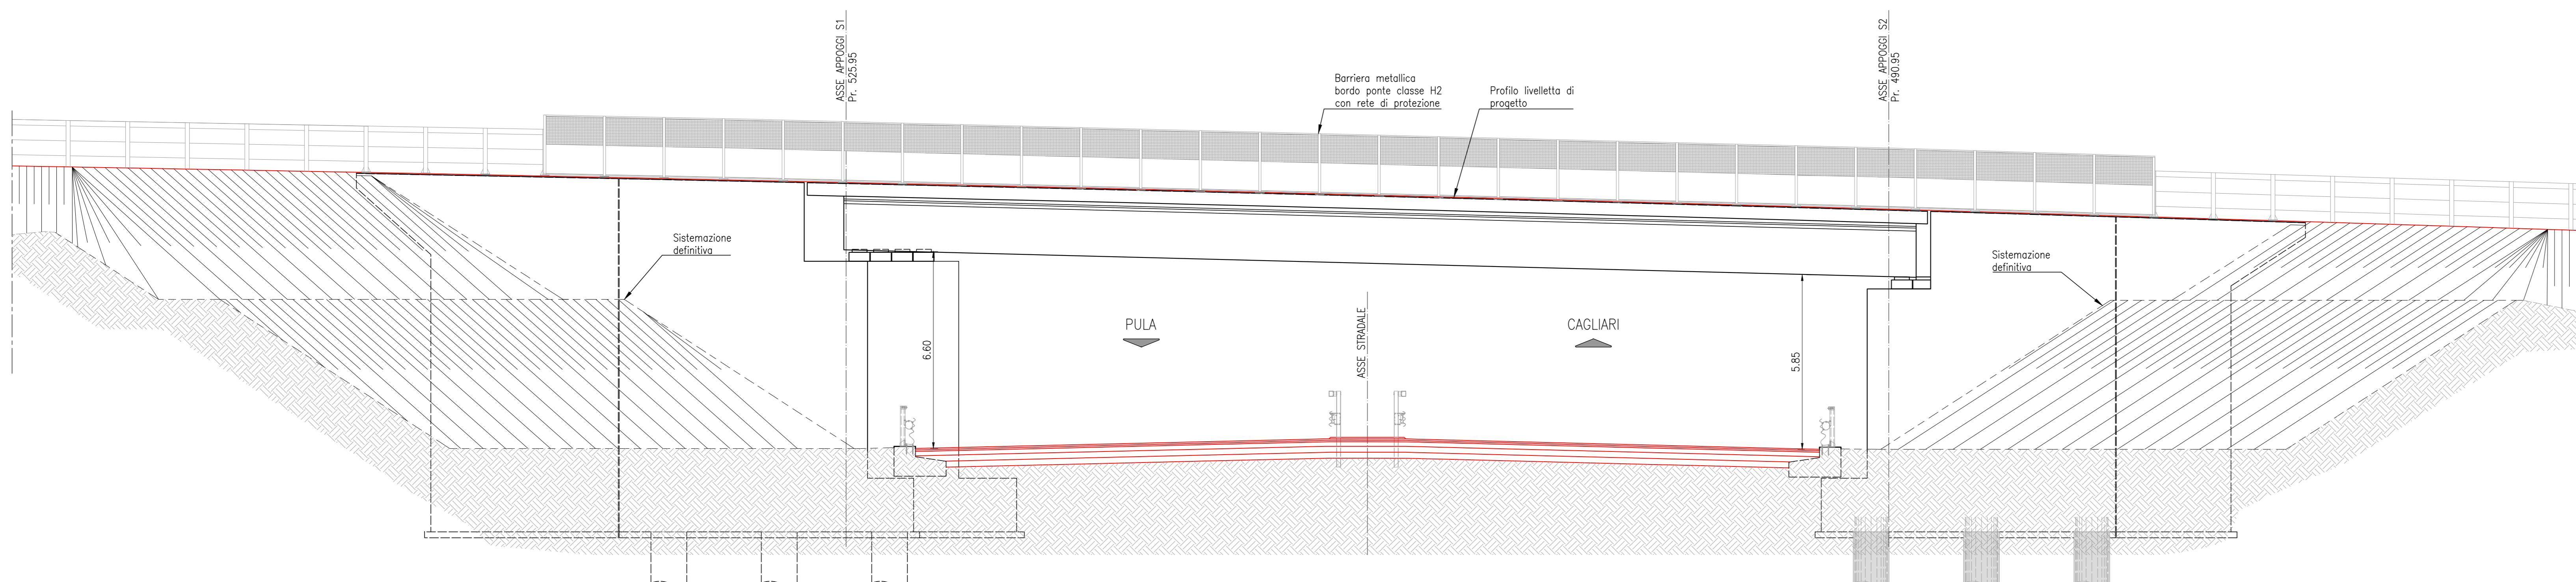 ASSE APPOGGI S1
Pr. 525.95
ASSE APPOGGI S2
Pr. 490.95
Barriera metallica
bordo ponte classe H2
con rete di protezione
Profilo livelletta di
progetto
Sistemazione
definitiva
Sistemazione
definitiva
PULA
CAGLIARI
ASSE STRADALE
6.60
5.85